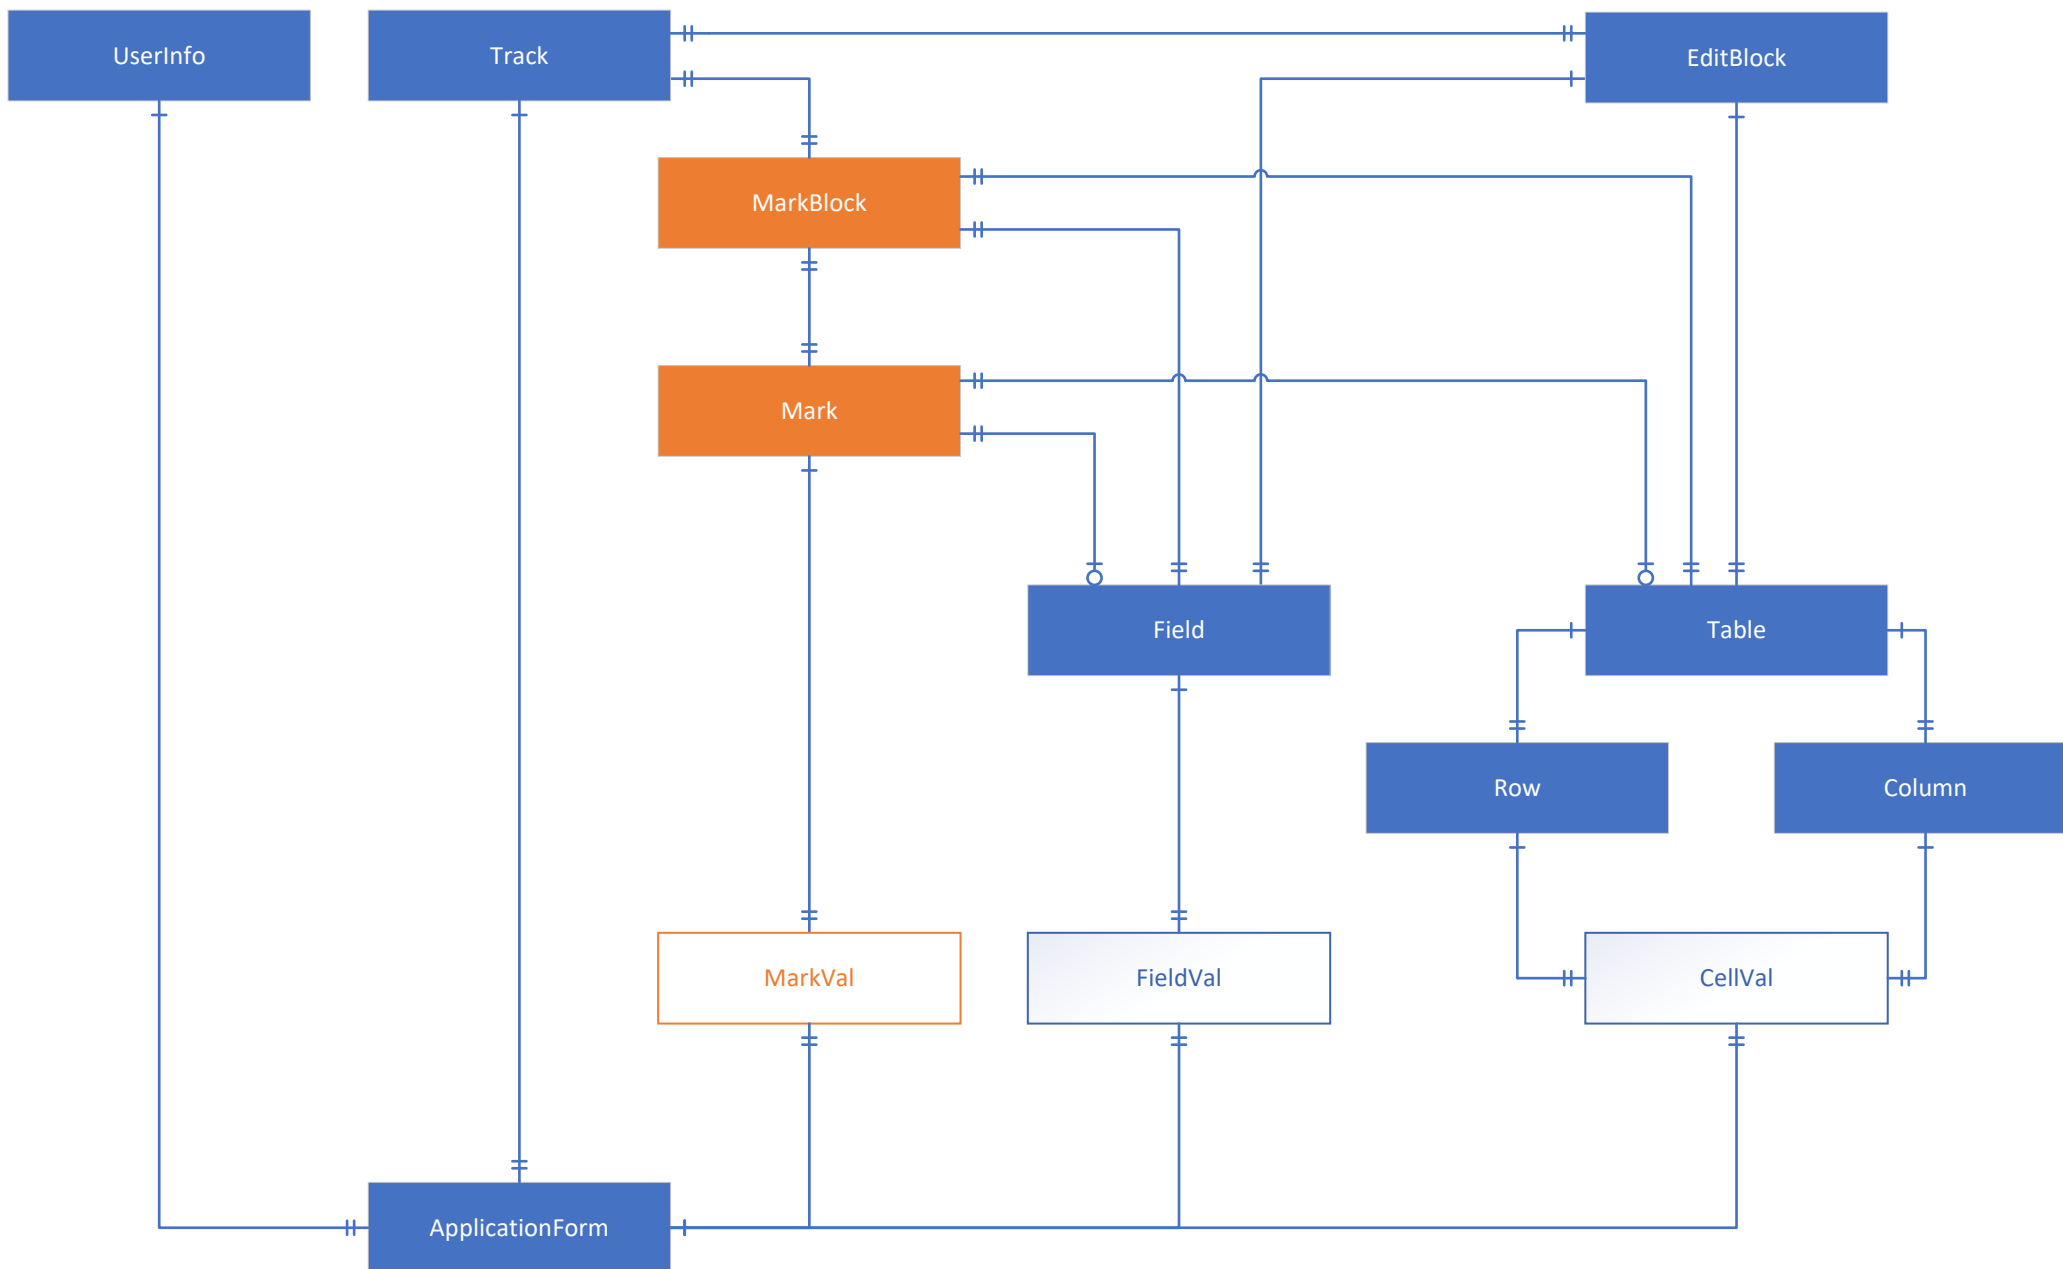 UserInfo
Track
EditBlock
MarkBlock
Mark
Field
Table
Row
Column
MarkVal
FieldVal
CellVal
ApplicationForm